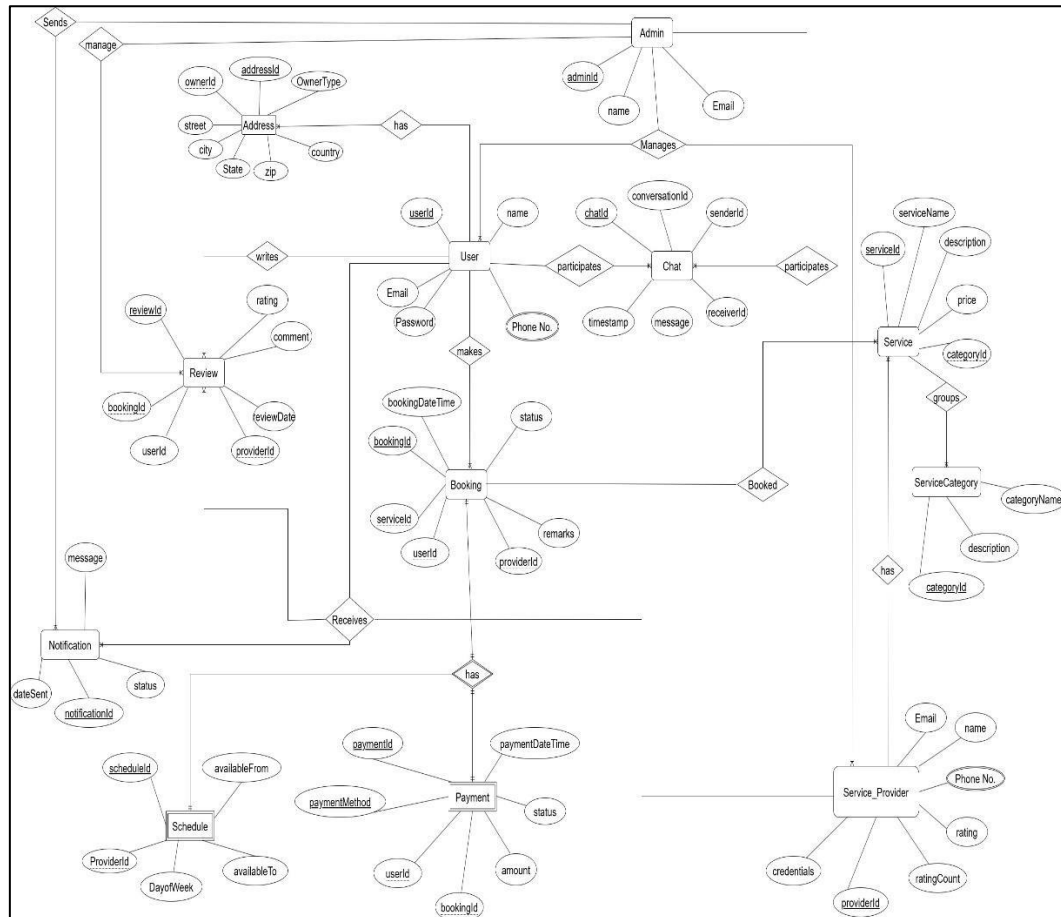 Sends
Admin
manage
adminId
name
Email
addressId
ownerId
OwnerType
street
Address
city
State
zip
country
has
Manages
userId
name
conversationId
chatId
senderId
serviceName
serviceId
description
writes
User
participates
Chat
participates
Email
Password
Phone No.
timestamp
message
receiverId
price
Service
categoryId
reviewId
rating
comment
Review
makes
groups
bookingId
reviewDate
userId
providerId
bookingDateTime
status
bookingId
Booking
Booked
ServiceCategory
categoryName
serviceId
remarks
userId
providerId
description
categoryId
message
has
Receives
Notification
dateSent
status
notificationId
has
scheduleId
availableFrom
Schedule
ProviderId
DayofWeek
availableTo
paymentId
paymentDateTime
paymentMethod
Payment
status
userId
amount
bookingId
Email
name
Phone No.
Service_Provider
rating
credentials
ratingCount
providerId